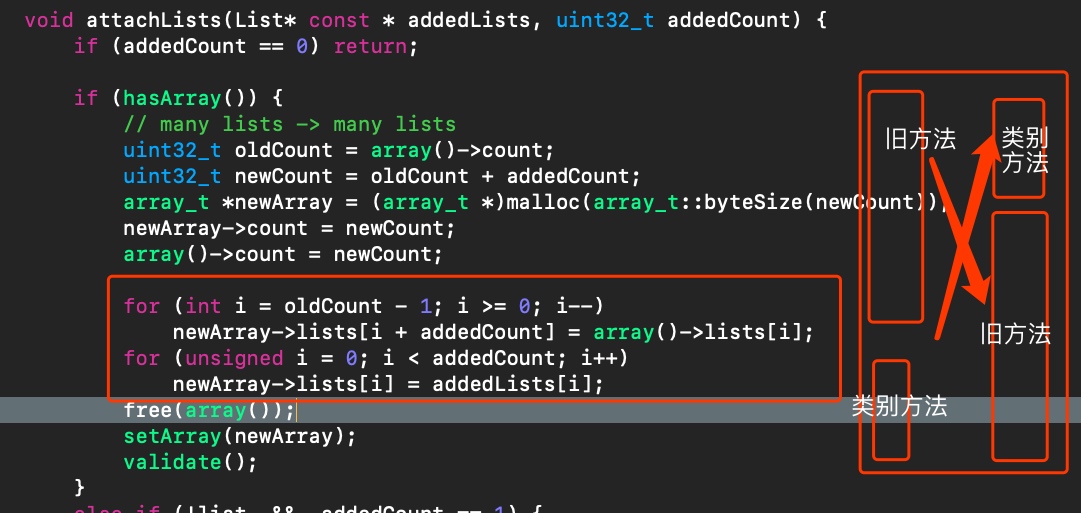 void attachLists(List* const * addedLists, uint32_t addedCount) {
if (addedCount == 0) return;
if (hasArray()) {
// many lists -> many lists
uint32_t oldCount = array()->count;
uint32_t newCount = oldCount + addedCount;
array_t *newArray = (array_t *)malloc(array_t::byteSize(newCount));
newArray->count = newCount;
array()->count = newCount;
for (int i = oldCount - 1; i >= 0; i--)
newArray->lists[i + addedCount] = array()->lists[i];
for (unsigned i = 0; i < addedCount; i++)
newArray->lists[i] = addedLists[i];
free(array());
setArray(newArray);
validate();
}
else if (!list && addedCount == 1) {
旧方法
类别
方法
旧方法
类别方法